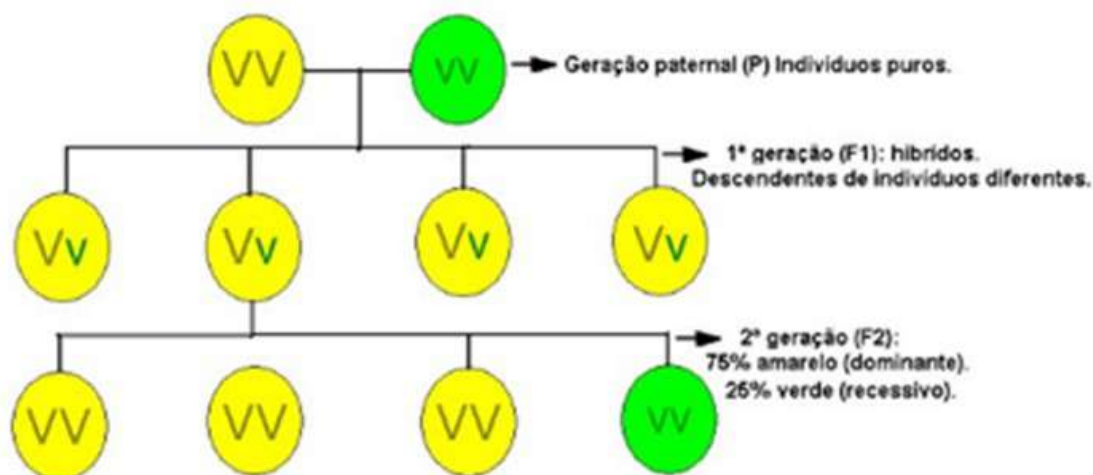 VV vv Geração paternal (P) Indivíduos puros.
1ª geração (F1): híbridos.
Descendentes de indivíduos diferentes.
Vv Vv Vv Vv
2ª geração (F2):
75% amarelo (dominante).
25% verde (recessivo).
VV VV VV vv